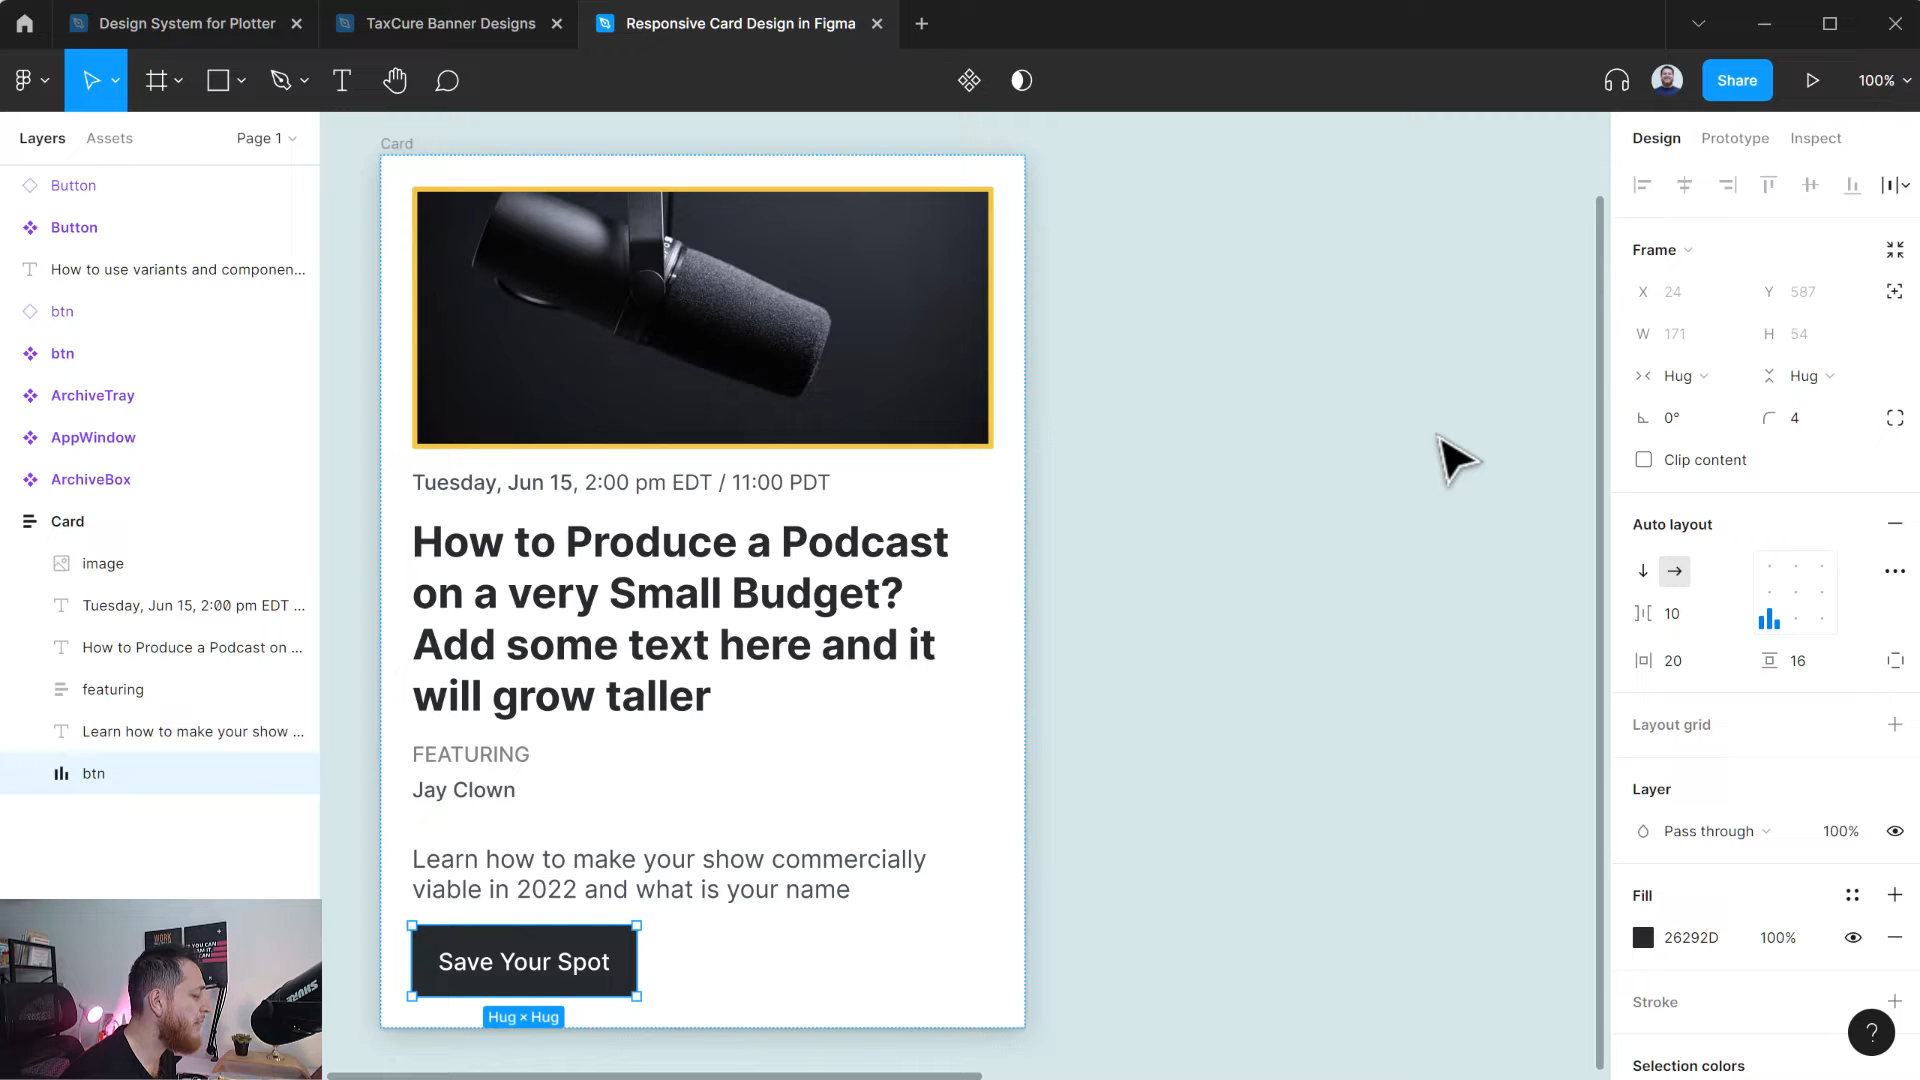 Design System for Plotter
TaxCure Banner Designs
Responsive Card Design in Figma
Share
100%
Layers
Assets
Page 1
Button
Button
How to use variants and componen...
btn
btn
ArchiveTray
AppWindow
ArchiveBox
Card
image
Tuesday, Jun 15, 2:00 pm EDT ...
How to Produce a Podcast on ...
featuring
Learn how to make your show ...
btn
Card
Tuesday, Jun 15, 2:00 pm EDT / 11:00 PDT
How to Produce a Podcast
on a very Small Budget?
Add some text here and it
will grow taller
FEATURING
Jay Clown
Learn how to make your show commercially
viable in 2022 and what is your name
Save Your Spot
Hug × Hug
Design
Prototype
Inspect
Frame
X 24
Y 587
W 171
H 54
Hug
Hug
0°
4
Clip content
Auto layout
10
20
16
Layout grid
Layer
Pass through
100%
Fill
26292D
100%
Stroke
?
Selection colors
WORK
SHURE